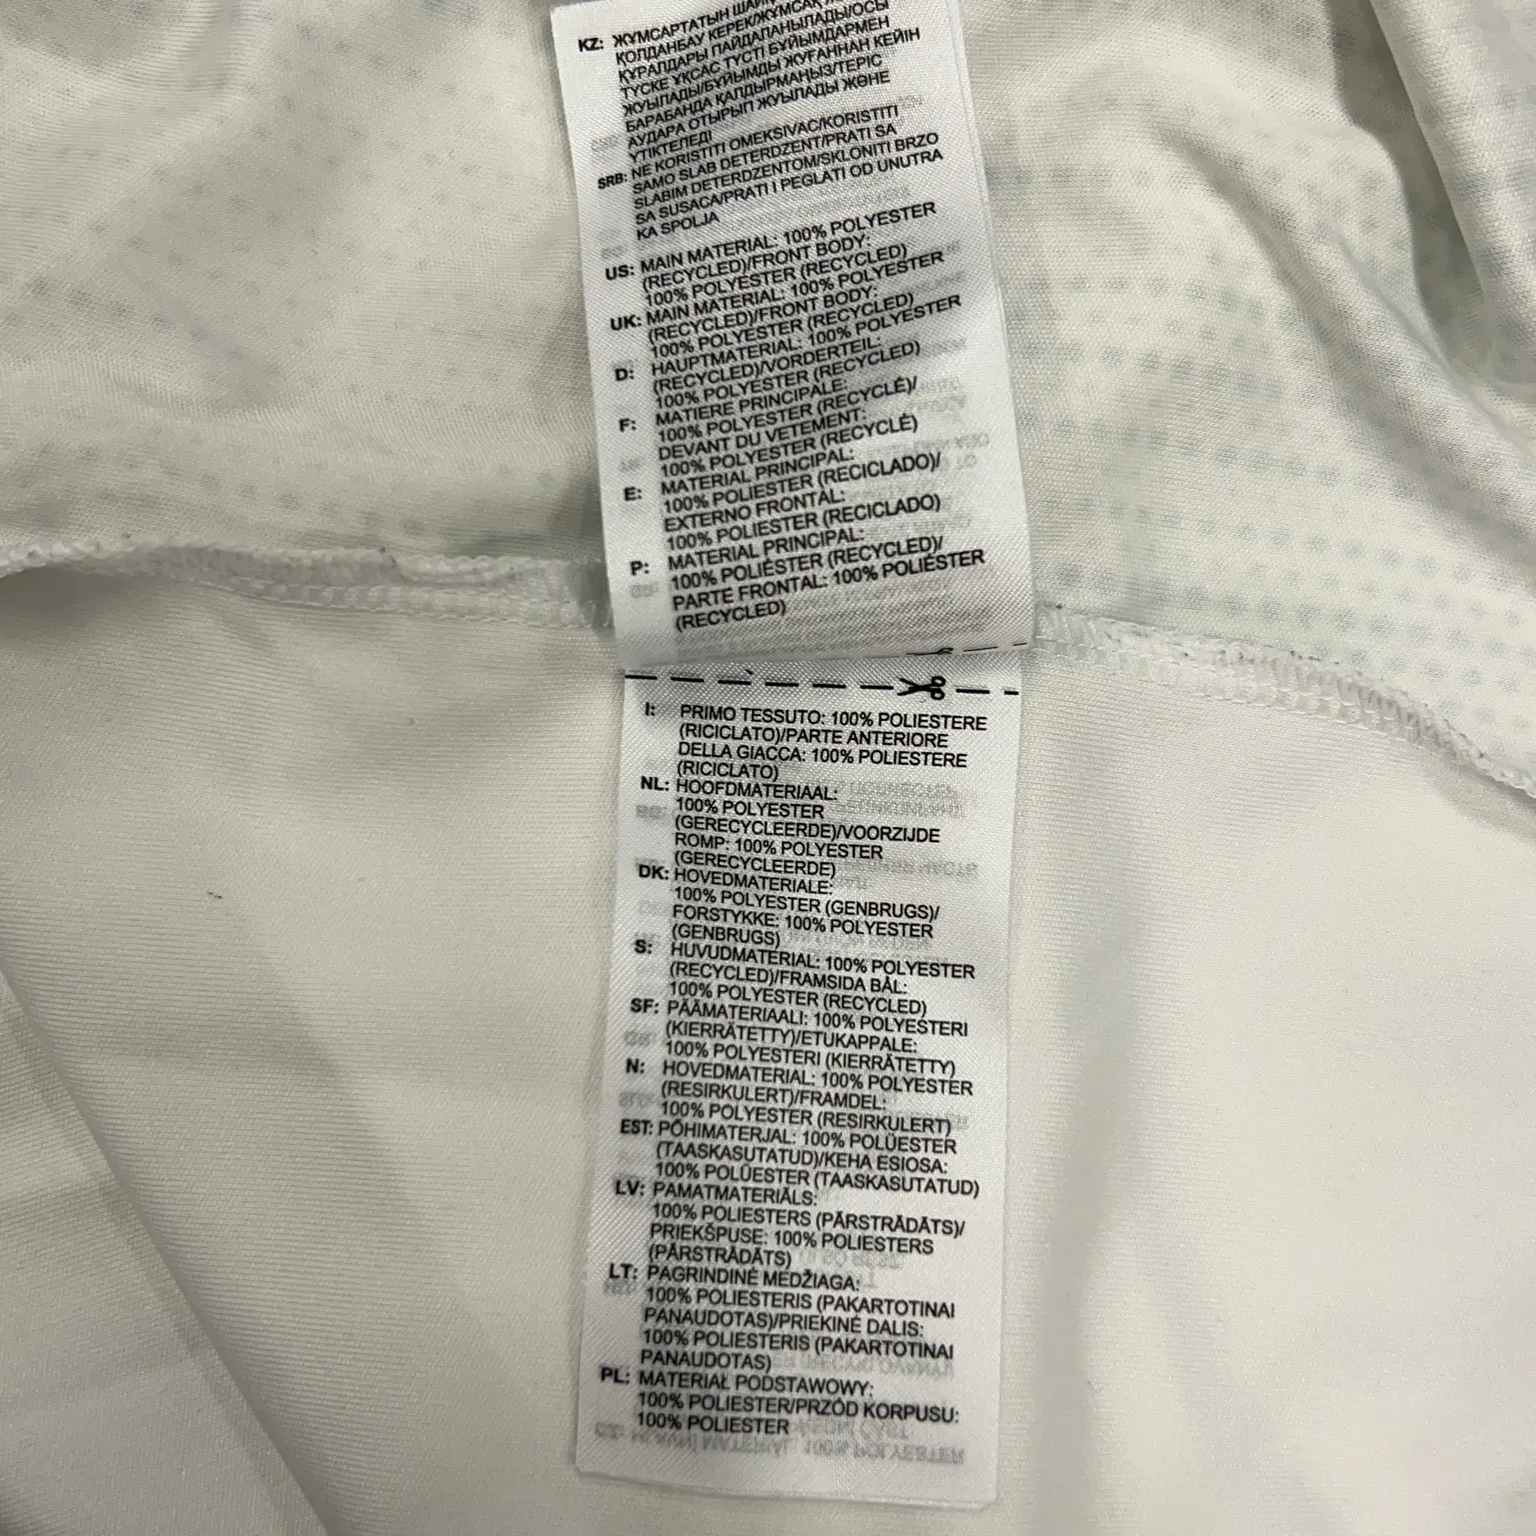 KZ: ЖҰМСАРТАТЫН
ҚОЛДАНБАУ КЕРЕК/ЖҰМСАҚ
ҚҰРАЛДАРЫ ПАЙДАЛАНЫЛАДЫ/ОСЫ
ТҮСКЕ ҰҚСАС ТҮСТІ БҰЙЫМДАРМЕН
ЖУЫЛАДЫ/БҰЙЫМДЫ ЖУҒАННАН КЕЙІН
БАРАБАНДА ҚАЛДЫРМАҢЫЗ/ТЕРІС
АУДАРА ОТЫРЫП ЖУЫЛАДЫ ЖӘНЕ
ҮТІКТЕЛЕДІ
SRB: NE KORISTITI OMEKSIVAC/KORISTITI
SAMO SLAB DETERDZENT/PRATI SA
SLABIM DETERDZENTOM/SKLONITI BRZO
SA SUSACA/PRATI I PEGLATI OD UNUTRA
KA SPOLJA
US: MAIN MATERIAL: 100% POLYESTER
(RECYCLED)/FRONT BODY:
100% POLYESTER (RECYCLED)
UK: MAIN MATERIAL: 100% POLYESTER
(RECYCLED)/FRONT BODY:
100% POLYESTER (RECYCLED)
D: HAUPTMATERIAL: 100% POLYESTER
(RECYCLED)/VORDERTEIL:
100% POLYESTER (RECYCLED)
F: MATIERE PRINCIPALE:
100% POLYESTER (RECYCLÉ)/
DEVANT DU VETEMENT:
100% POLYESTER (RECYCLÉ)
E: MATERIAL PRINCIPAL:
100% POLIESTER (RECICLADO)/
EXTERNO FRONTAL:
100% POLIESTER (RECICLADO)
P: MATERIAL PRINCIPAL:
100% POLIÉSTER (RECYCLED)/
PARTE FRONTAL: 100% POLIÉSTER
(RECYCLED)
I: PRIMO TESSUTO: 100% POLIESTERE
(RICICLATO)/PARTE ANTERIORE
DELLA GIACCA: 100% POLIESTERE
(RICICLATO)
NL: HOOFDMATERIAAL:
100% POLYESTER
(GERECYCLEERDE)/VOORZIJDE
ROMP: 100% POLYESTER
(GERECYCLEERDE)
DK: HOVEDMATERIALE:
100% POLYESTER (GENBRUGS)/
FORSTYKKE: 100% POLYESTER
(GENBRUGS)
S: HUVUDMATERIAL: 100% POLYESTER
(RECYCLED)/FRAMSIDA BÅL:
100% POLYESTER (RECYCLED)
SF: PÄÄMATERIAALI: 100% POLYESTERI
(KIERRÄTETTY)/ETUKAPPALE:
100% POLYESTERI (KIERRÄTETTY)
N: HOVEDMATERIAL: 100% POLYESTER
(RESIRKULERT)/FRAMDEL:
100% POLYESTER (RESIRKULERT)
EST: PÕHIMATERJAL: 100% POLÜESTER
(TAASKASUTATUD)/KEHA ESIOSA:
100% POLÜESTER (TAASKASUTATUD)
LV: PAMATMATERIĀLS:
100% POLIESTERS (PĀRSTRĀDĀTS)/
PRIEKŠPUSE: 100% POLIESTERS
(PĀRSTRĀDĀTS)
LT: PAGRINDINĖ MEDŽIAGA:
100% POLIESTERIS (PAKARTOTINAI
PANAUDOTAS)/PRIEKINĖ DALIS:
100% POLIESTERIS (PAKARTOTINAI
PANAUDOTAS)
PL: MATERIAŁ PODSTAWOWY:
100% POLIESTER/PRZÓD KORPUSU:
100% POLIESTER